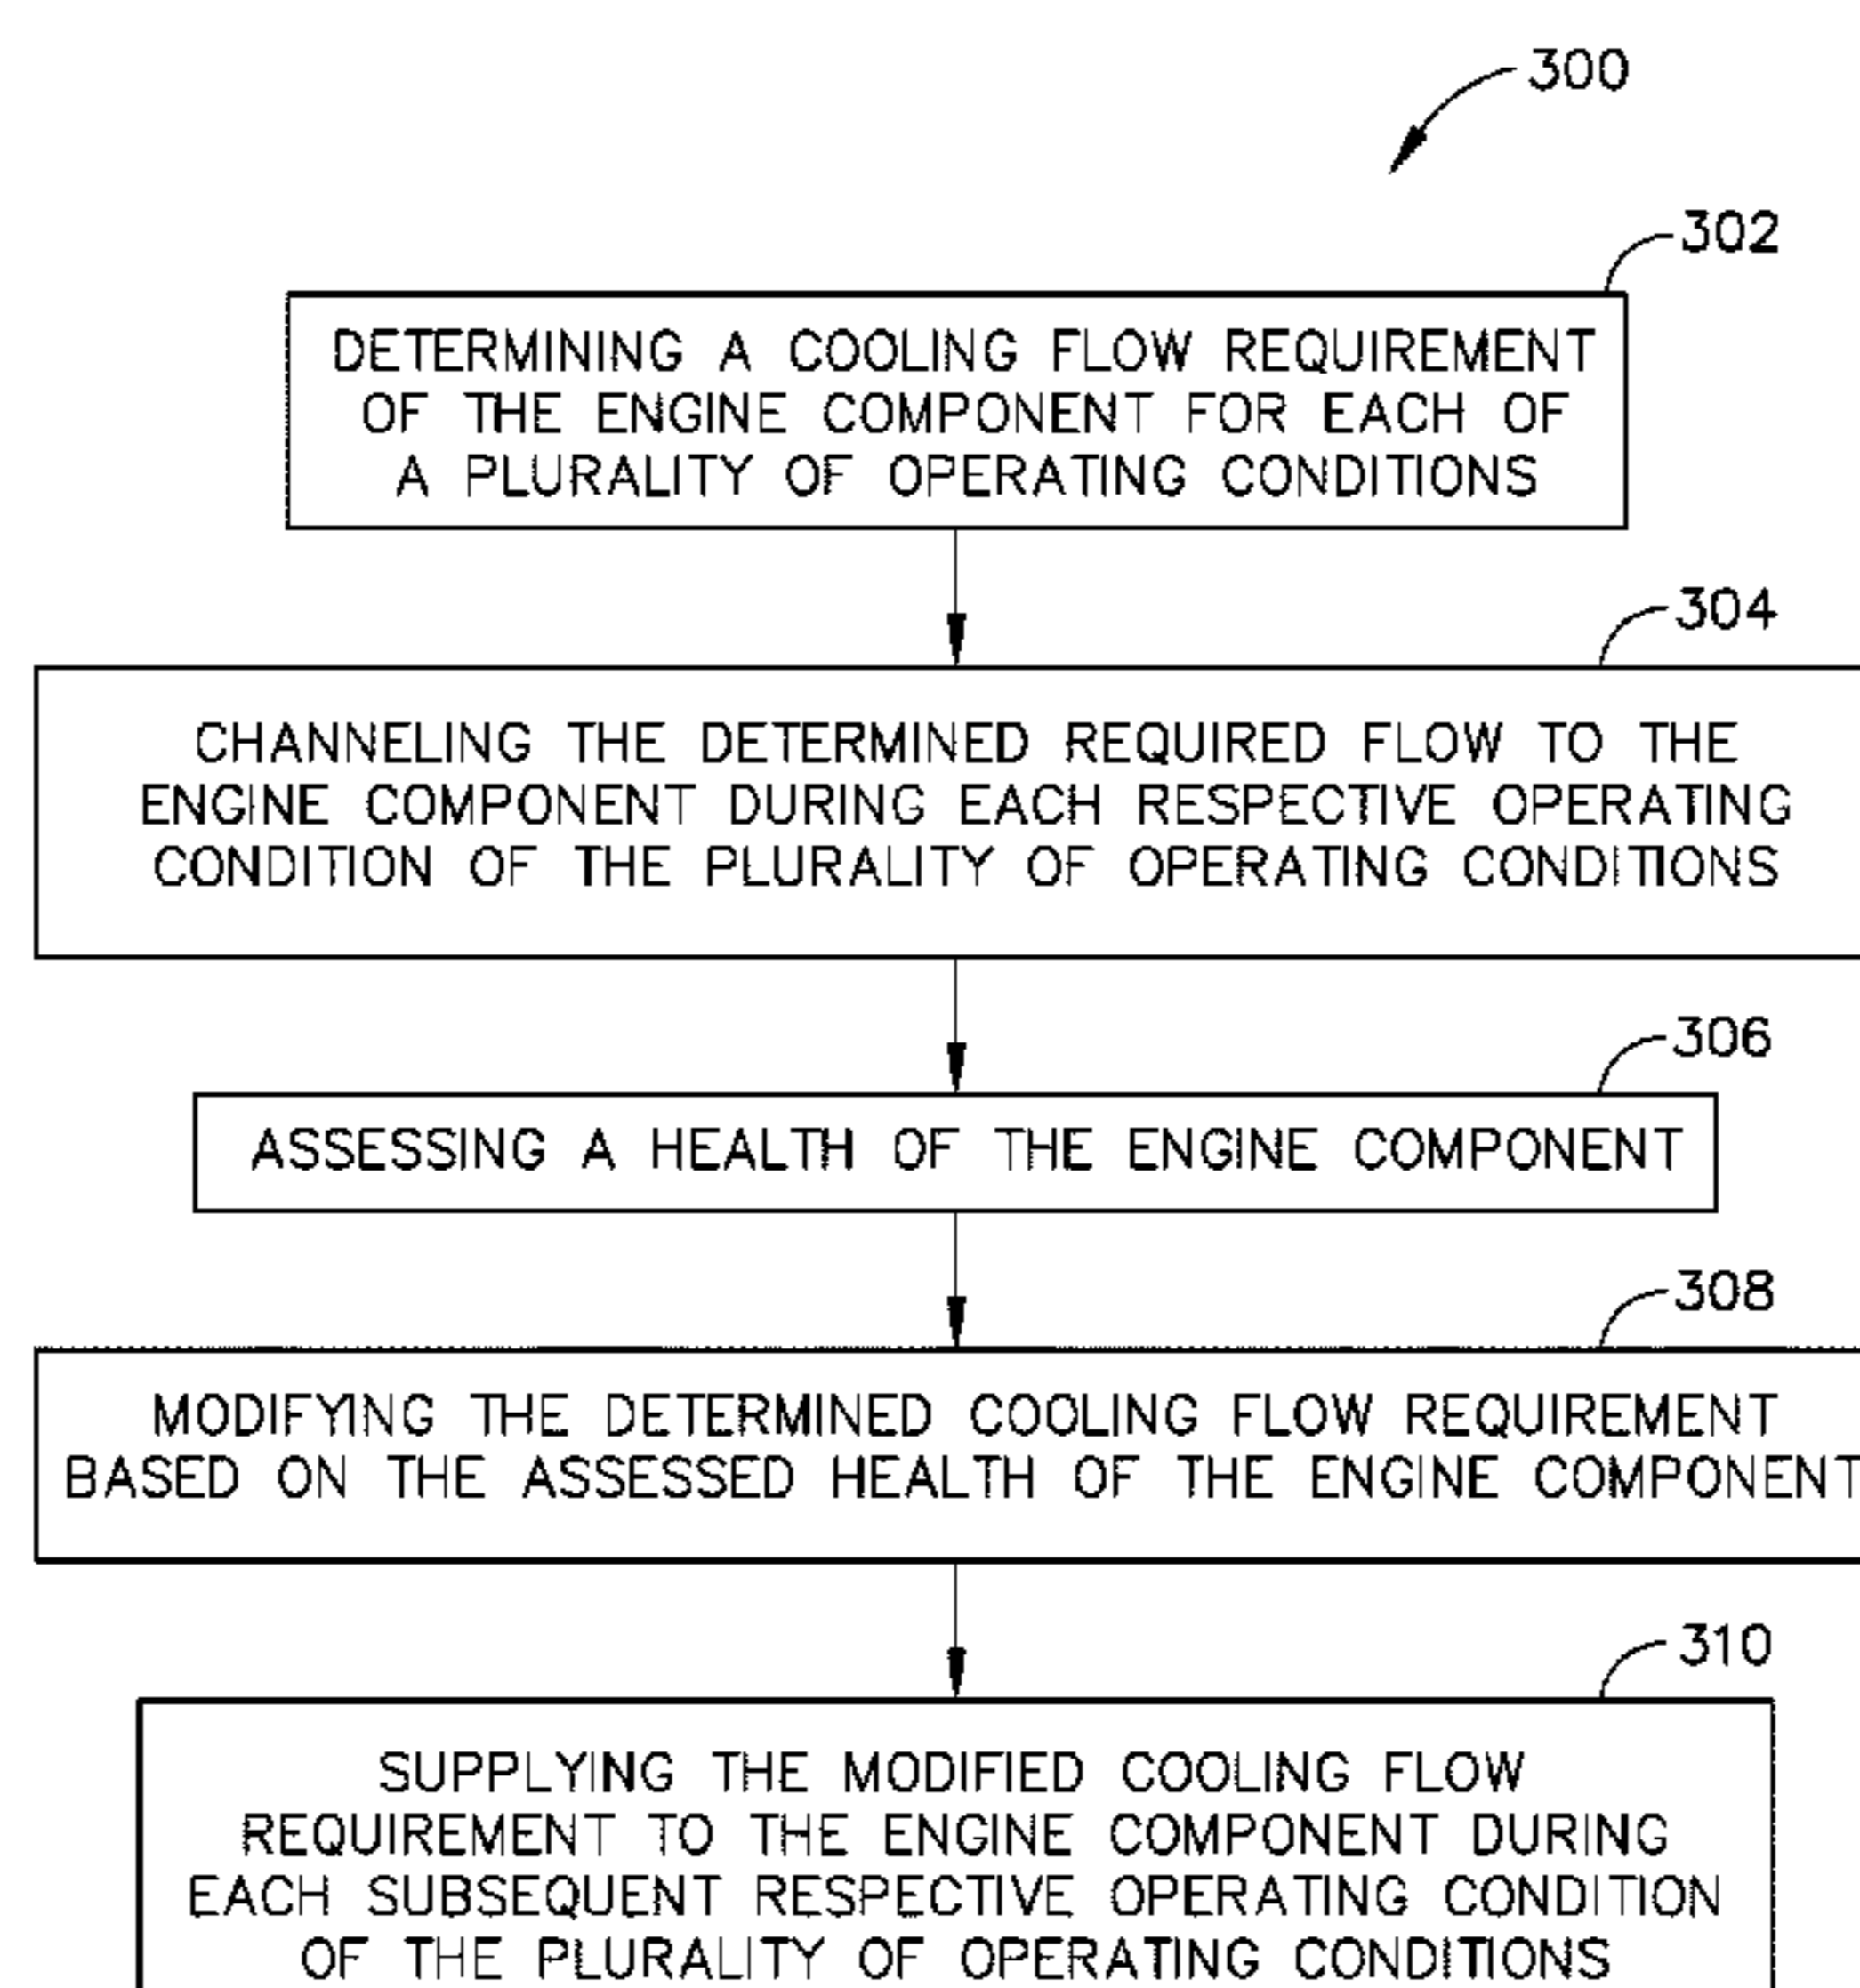 300
302
DETERMINING A COOLING FLOW REQUIREMENT
OF THE ENGINE COMPONENT FOR EACH OF
A PLURALITY OF OPERATING CONDITIONS
304
CHANNELING THE DETERMINED REQUIRED FLOW TO THE
ENGINE COMPONENT DURING EACH RESPECTIVE OPERATING
CONDITION OF THE PLURALITY OF OPERATING CONDITIONS
306
ASSESSING A HEALTH OF THE ENGINE COMPONENT
308
MODIFYING THE DETERMINED COOLING FLOW REQUIREMENT
BASED ON THE ASSESSED HEALTH OF THE ENGINE COMPONENT
310
SUPPLYING THE MODIFIED COOLING FLOW
REQUIREMENT TO THE ENGINE COMPONENT DURING
EACH SUBSEQUENT RESPECTIVE OPERATING CONDITION
OF THE PLURALITY OF OPERATING CONDITIONS